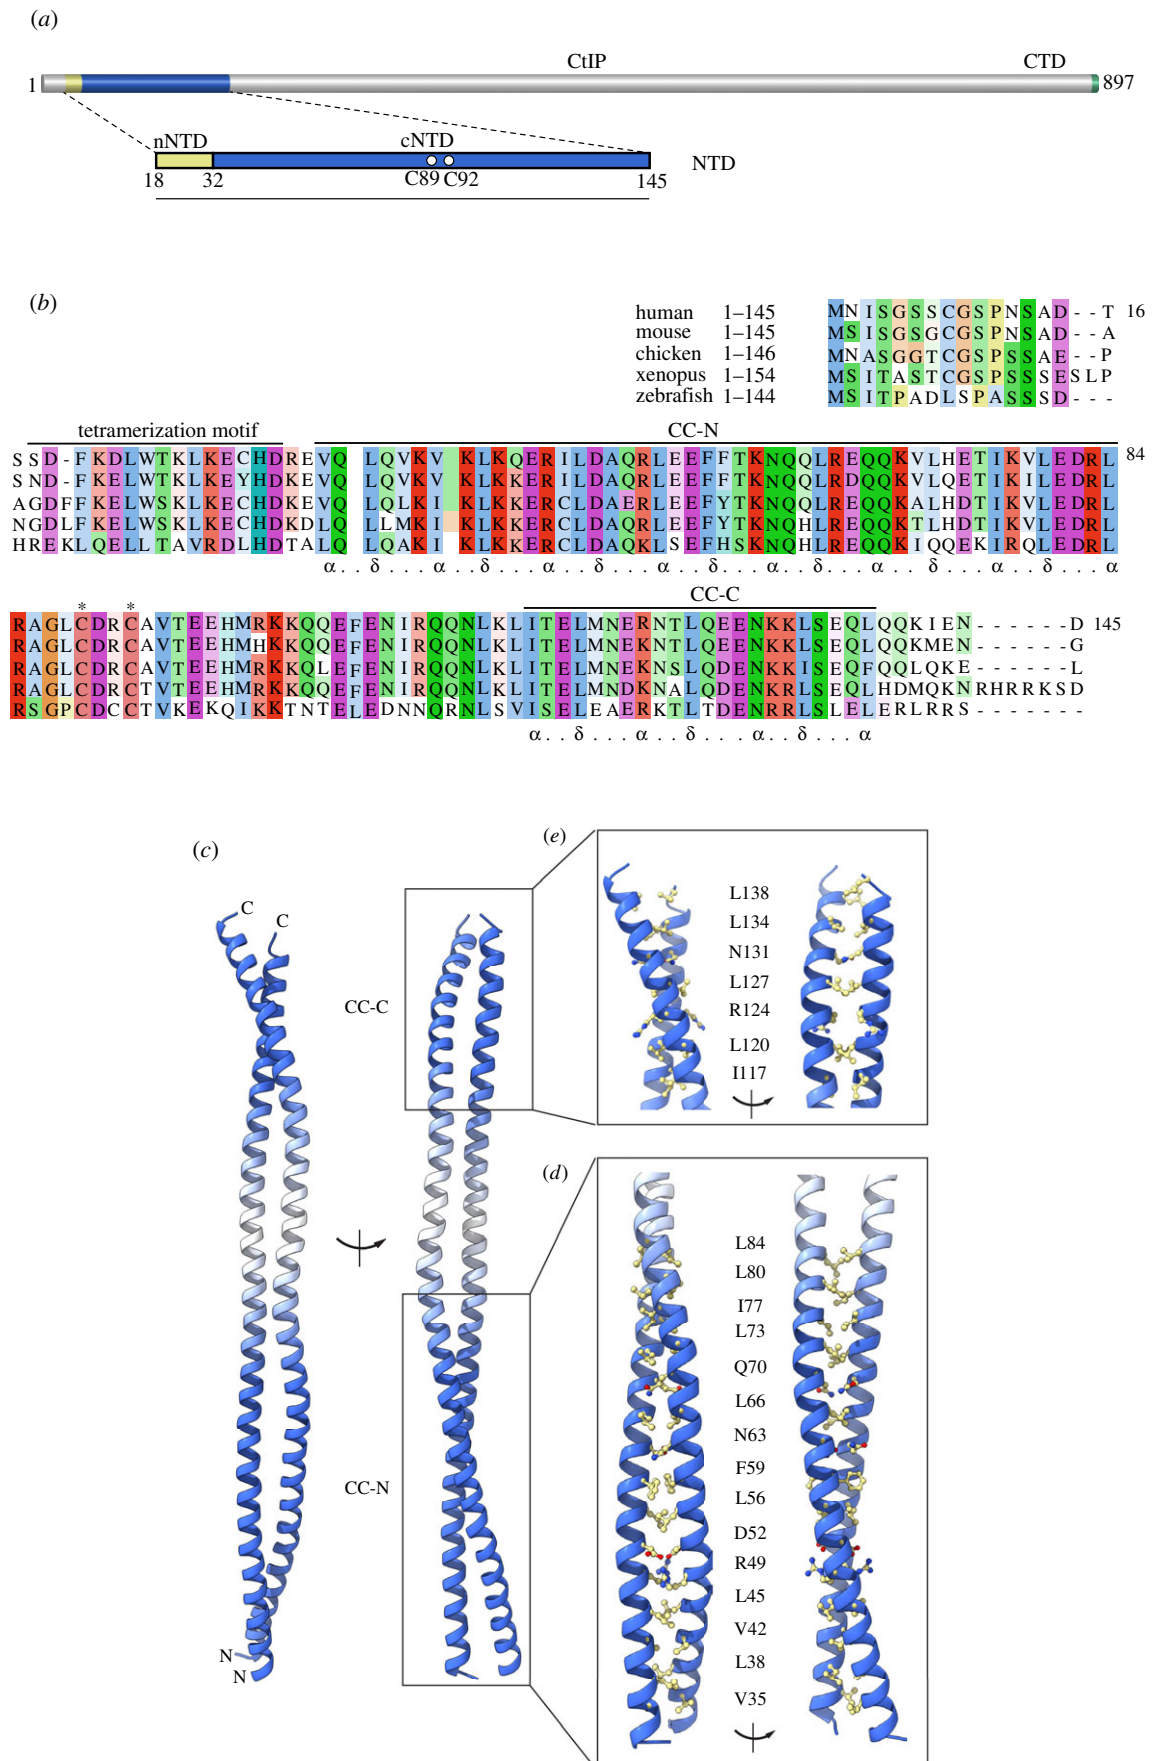 (a)
CtIP CTD
1 897
nNTD cNTD
NTD
C89 C92
18 32 145
(b)
human 1–145 MNISGSSCGSPNSAD--T 16
mouse 1–145 MSISGSGCGSPNSAD--A
chicken 1–146 MNASGGTCGSPSSAE--P
xenopus 1–154 MSITASTCGSPSSSESLP
zebrafish 1–144 MSITPADLSPASSSD---
tetramerization motif CC-N
SSD-FKDLWTKLKECHDREVQ LQVKV KLKQERILDAQRLEEFFTKNQQLREQQKVLHETIKVLEDRL 84
SND-FKELWTKLKEYHDKEVQ LQVKV KLKKERILDAQRLEEFFTKNQQLRDQQKVLQETIKILEDRL
AGDFFKELWSKLKECHDKEVQ LQLKV KLKKERCLDAERLEEFFTKNQQLREQQKALHDTIKVLEDRL
NGDLFKELWSKLKECHDKDLQ LLMKI KLKKERCLDAQRLEEFYTKNQHLREQQKTLHDTIKVLEDRL
HREKLQELLTAVRDLHDTALQ LQAKI KLKKERCLDAQKLSEFHSKNQHLREQQKIQQEKIRQLEDRL
α . . δ . . . α . . δ . . . α . . δ . . . α . . δ . . . α . . δ . . . α . . δ . . . α . . δ . . . α
* * CC-C
RAGLCDRCAVTEEHMRKKQQEFENIRQQNLKLITELMNERNTLQEENKKLSEQLQQKIEN------D 145
RAGLCDRCAVTEEHMHKKQQEFENIRQQNLKLITELMNEKNTLQEENKKLSEQLQQKMEN------G
RAGLCDRCAVTEEHMRKKQLEFENIRQQNLKLITELMNEKNSLQDENKKISEQFQQLQKE------L
RAGLCDRCTVTEEHMRKKQQEFENIRQQNLKLITELMNDKNALQDENKRLSEQLHDMQKNRHRRKSD
RSGPCDCCTVKEKQIKKTNTELEDNNQRNLSVISELEAERKTLTDENRRLSLELERLRRS-------
α . . δ . . . α . . δ . . . α . . δ . . . α
(c)
C
C
CC-C
CC-N
N
N
(e)
L138
L134
N131
L127
R124
L120
I117
(d)
L84
L80
I77
L73
Q70
L66
N63
F59
L56
D52
R49
L45
V42
L38
V35